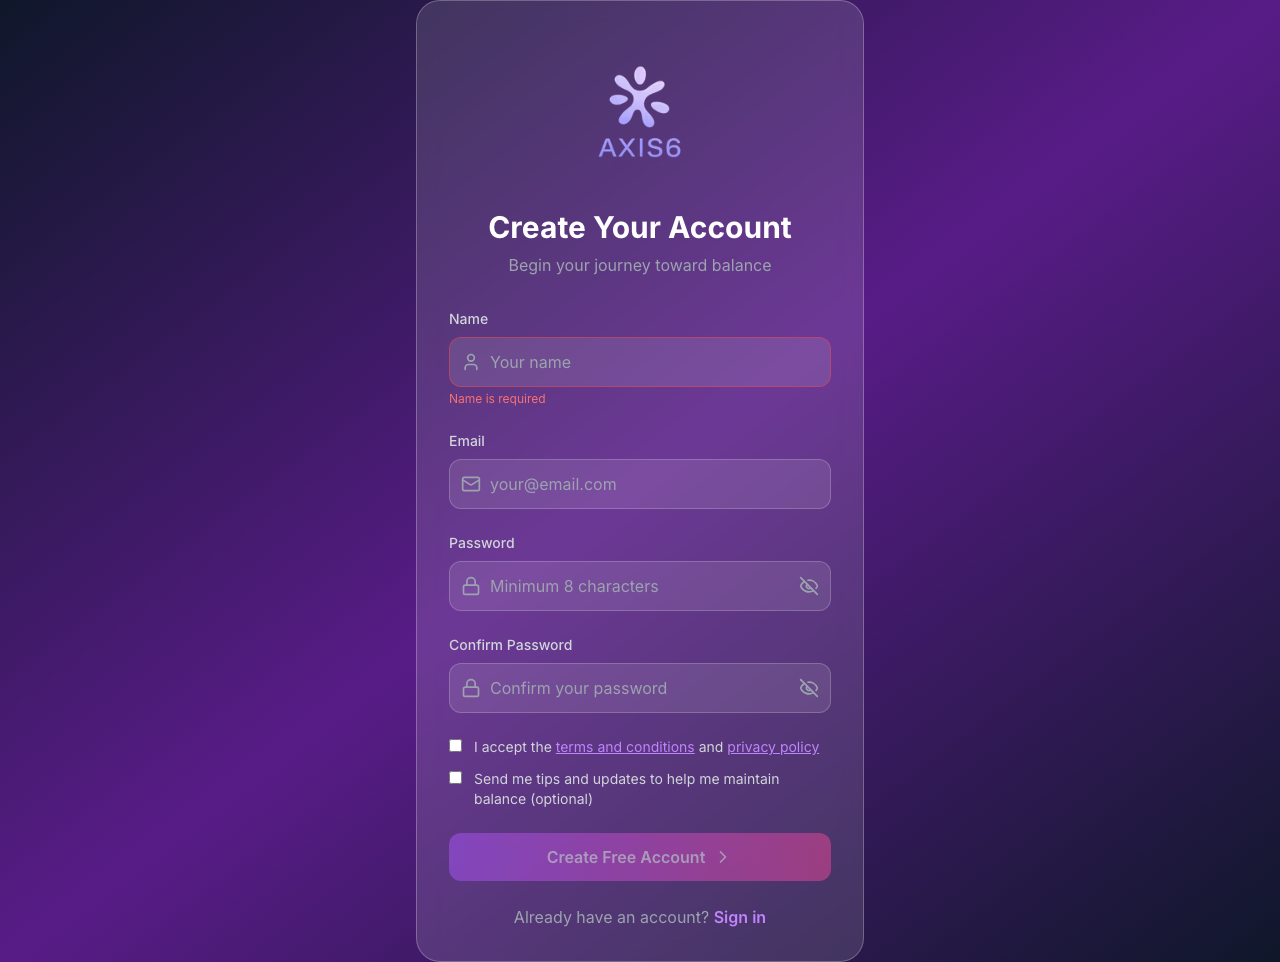 AXIS6
Create Your Account
Begin your journey toward balance
Name
Your name
Name is required
Email
your@email.com
Password
Minimum 8 characters
Confirm Password
Confirm your password
I accept the terms and conditions and privacy policy
Send me tips and updates to help me maintain
balance (optional)
Create Free Account
Already have an account? Sign in